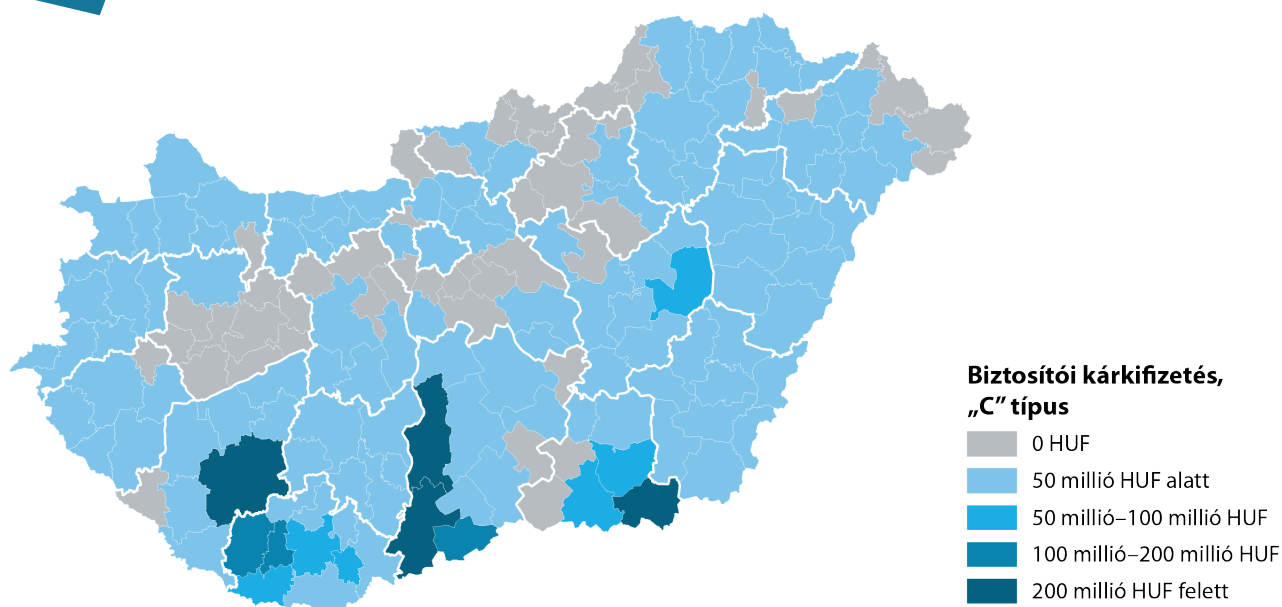 Biztosítói kárkifizetés,
„C” típus
0 HUF
50 millió HUF alatt
50 millió–100 millió HUF
100 millió–200 millió HUF
200 millió HUF felett